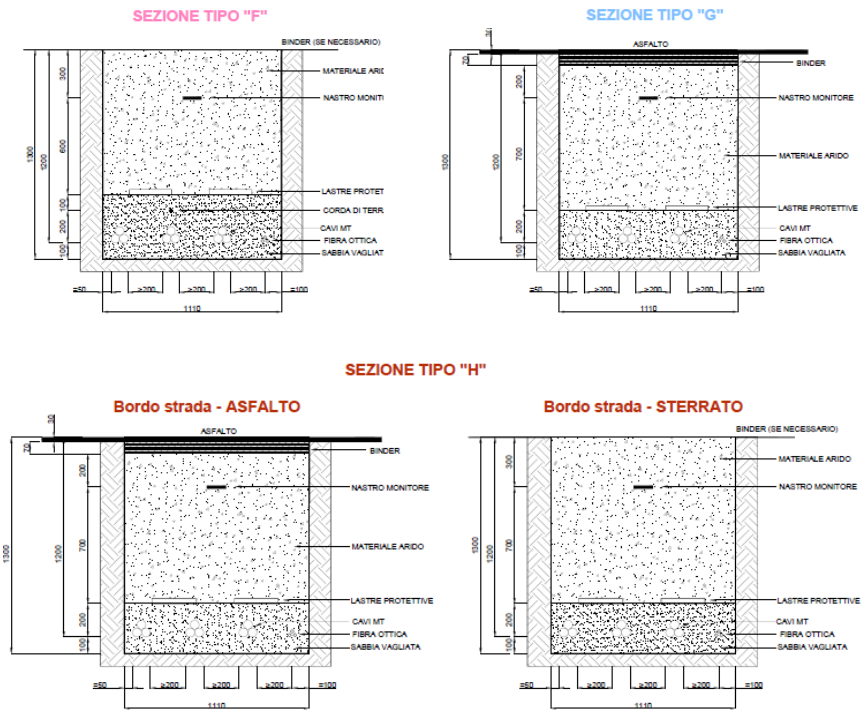 SEZIONE TIPO "F"
BINDER (SE NECESSARIO)
MATERIALE ARID
NASTRO MONIT
LASTRE PROTET
CORDA DI TERR
CAVI MT
FIBRA OTTICA
SABBIA VAGLIAT
300
600
100
200
100
1300
1200
=50
≥200
≥200
≥200
=100
1110
SEZIONE TIPO "G"
ASFALTO
BINDER
NASTRO MONITORE
MATERIALE ARIDO
LASTRE PROTETTIVE
CAVI MT
FIBRA OTTICA
SABBIA VAGLIATA
30
70
200
700
200
100
1300
=50
≥200
≥200
≥200
=100
1110
SEZIONE TIPO "H"
Bordo strada - ASFALTO
ASFALTO
BINDER
NASTRO MONITORE
MATERIALE ARIDO
LASTRE PROTETTIVE
CAVI MT
FIBRA OTTICA
SABBIA VAGLIATA
30
70
200
700
200
100
1300
1200
=50
≥200
≥200
≥200
=100
1110
Bordo strada - STERRATO
BINDER (SE NECESSARIO)
MATERIALE ARIDO
NASTRO MONITORE
LASTRE PROTETTIVE
CAVI MT
FIBRA OTTICA
SABBIA VAGLIATA
300
700
200
100
1300
1200
=50
≥200
≥200
≥200
=100
1110